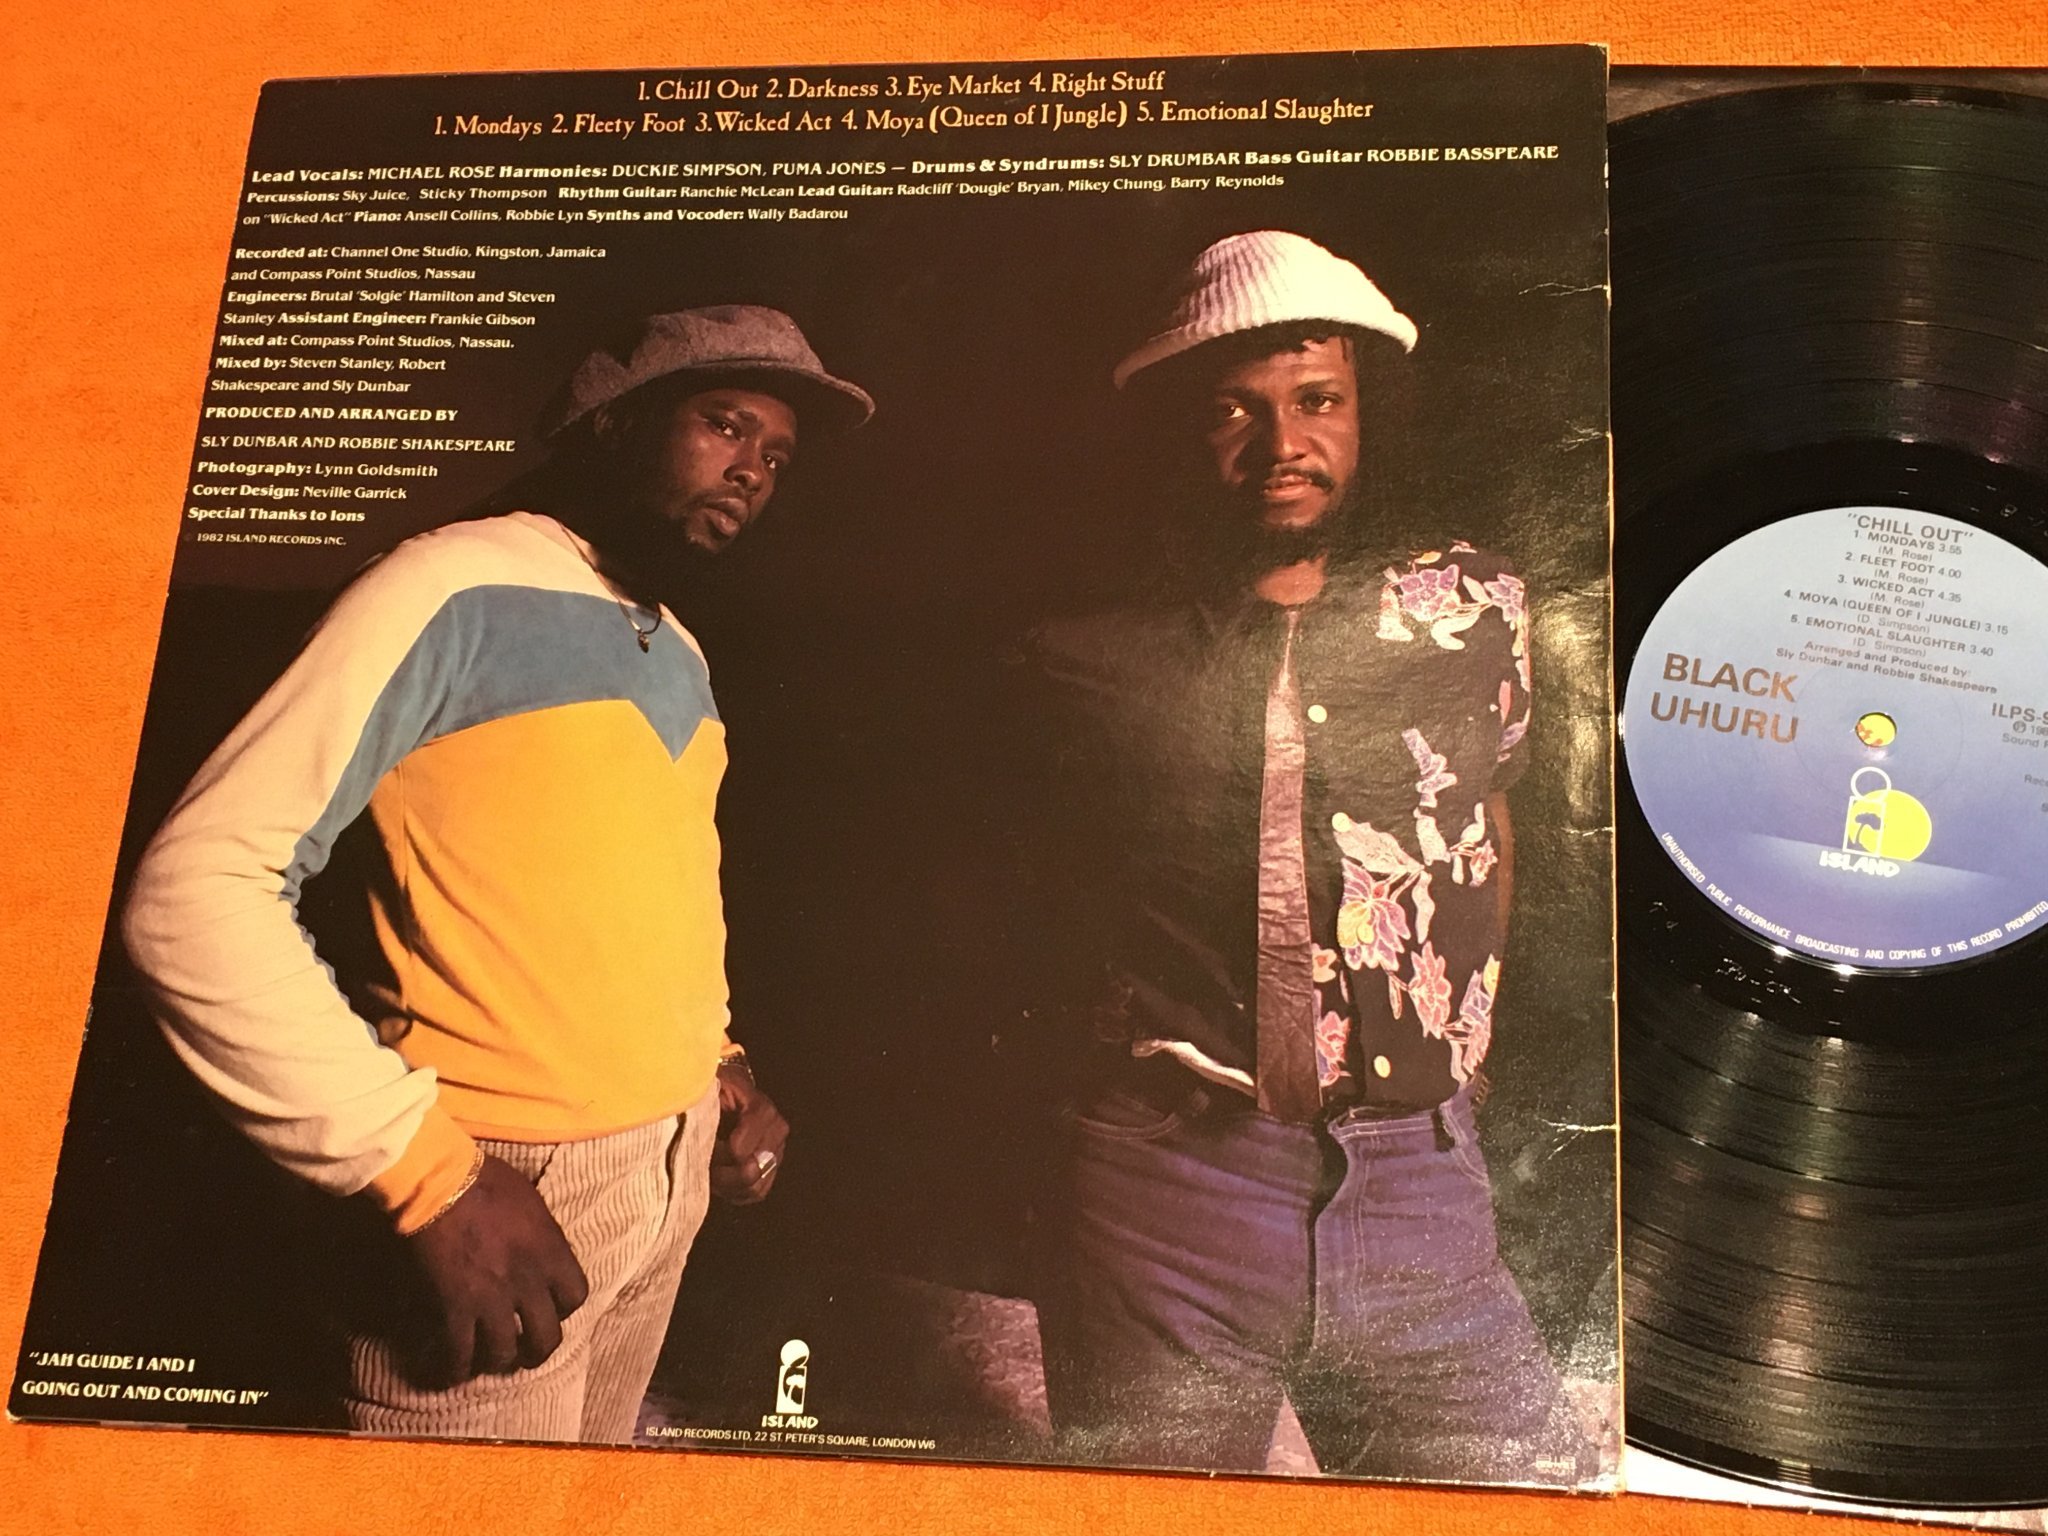 1. Chill Out 2. Darkness 3. Eye Market 4. Right Stuff
1. Mondays 2. Fleety Foot 3. Wicked Act 4. Moya (Queen of I Jungle) 5. Emotional Slaughter
Lead Vocals: MICHAEL ROSE Harmonies: DUCKIE SIMPSON, PUMA JONES — Drums & Syndrums: SLY DRUMBAR Bass Guitar ROBBIE BASSPEARE
Percussions: Sky Juice, Sticky Thompson Rhythm Guitar: Ranchie McLean Lead Guitar: Radcliff 'Dougie' Bryan, Mikey Chung, Barry Reynolds
on "Wicked Act" Piano: Ansell Collins, Robbie Lyn Synths and Vocoder: Wally Badarou
Recorded at: Channel One Studio, Kingston, Jamaica
and Compass Point Studios, Nassau
Engineers: Brutal 'Solgie' Hamilton and Steven
Stanley Assistant Engineer: Frankie Gibson
Mixed at: Compass Point Studios, Nassau.
Mixed by: Steven Stanley, Robert
Shakespeare and Sly Dunbar
PRODUCED AND ARRANGED BY
SLY DUNBAR AND ROBBIE SHAKESPEARE
Photography: Lynn Goldsmith
Cover Design: Neville Garrick
Special Thanks to Ions
1982 ISLAND RECORDS INC.
"JAH GUIDE I AND I
GOING OUT AND COMING IN"
ISLAND
ISLAND RECORDS LTD, 22 ST. PETER'S SQUARE, LONDON W6
"CHILL OUT"
1. MONDAYS 3.55
(M. Rose)
2. FLEET FOOT 4.00
(M. Rose)
3. WICKED ACT 4.35
(M. Rose)
4. MOYA (QUEEN OF I JUNGLE) 3.15
(D. Simpson)
5. EMOTIONAL SLAUGHTER 3.40
(D. Simpson)
Arranged and Produced by:
Sly Dunbar and Robbie Shakespeare
BLACK
UHURU
ILPS-9
℗ 198
Sound R
Reco
ISLAND
UNAUTHORISED PUBLIC PERFORMANCE BROADCASTING AND COPYING OF THIS RECORD PROHIBITED